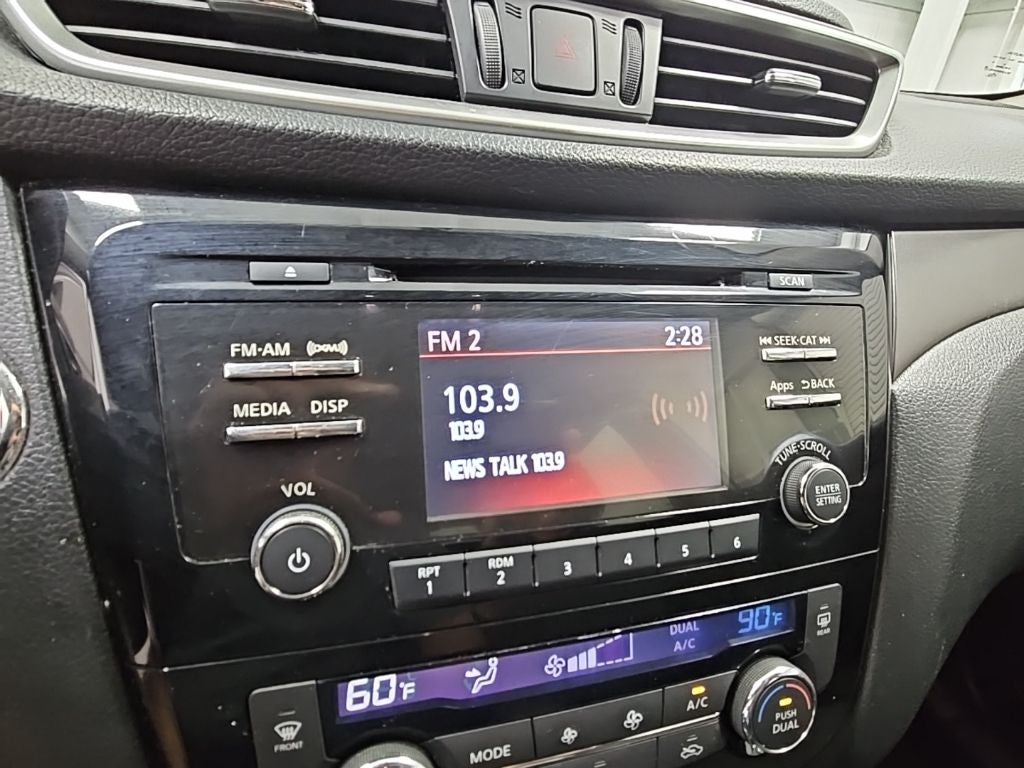 SCAN
FM·AM (((XM)))
MEDIA DISP
VOL
FM 2 2:28
103.9
103.9
NEWS TALK 103.9
⏮ SEEK·CAT ⏭
Apps ⮌BACK
TUNE·SCROLL
ENTER
SETTING
RPT
1
RDM
2
3
4
5
6
60°F
DUAL
A/C
90°F
REAR
FRONT
MODE
A/C
PUSH
DUAL